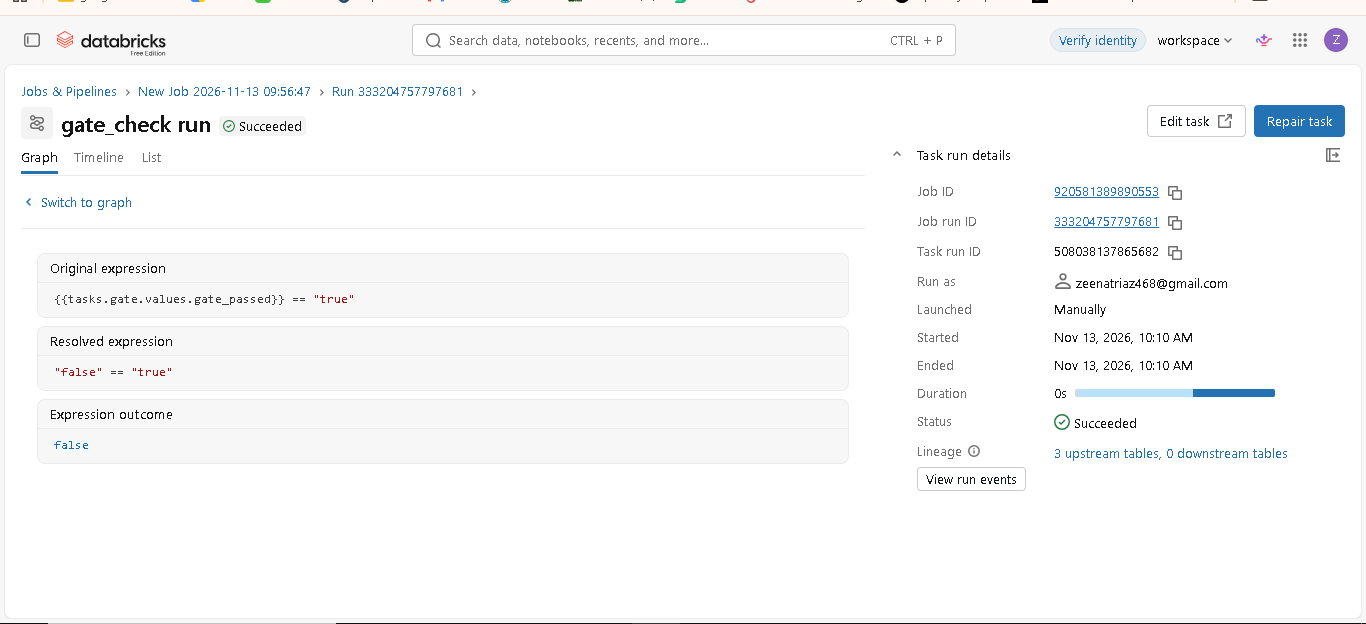 databricks
Free Edition
Search data, notebooks, recents, and more...
CTRL + P
Verify identity
workspace
Z
Jobs & Pipelines › New Job 2026-11-13 09:56:47 › Run 333204757797681 ›
gate_check run
Succeeded
Edit task
Repair task
Graph
Timeline
List
Switch to graph
Original expression
{{tasks.gate.values.gate_passed}} == "true"
Resolved expression
"false" == "true"
Expression outcome
false
Task run details
Job ID 920581389890553
Job run ID 333204757797681
Task run ID 508038137865682
Run as zeenatriaz468@gmail.com
Launched Manually
Started Nov 13, 2026, 10:10 AM
Ended Nov 13, 2026, 10:10 AM
Duration 0s
Status Succeeded
Lineage 3 upstream tables, 0 downstream tables
View run events